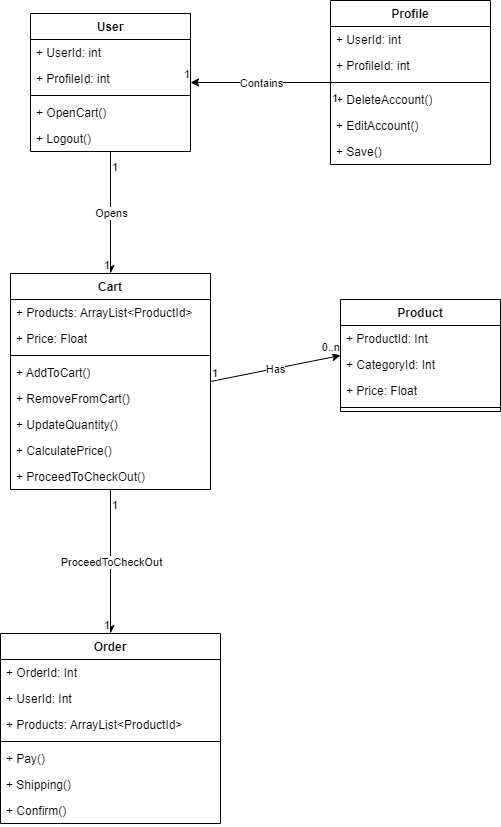 User
+ UserId: int
+ ProfileId: int
+ OpenCart()
+ Logout()
Profile
+ UserId: int
+ ProfileId: int
+ DeleteAccount()
+ EditAccount()
+ Save()
1
Contains
1
1
Opens
1
Cart
+ Products: ArrayList<ProductId>
+ Price: Float
+ AddToCart()
+ RemoveFromCart()
+ UpdateQuantity()
+ CalculatePrice()
+ ProceedToCheckOut()
1
Has
0..n
Product
+ ProductId: Int
+ CategoryId: Int
+ Price: Float
1
ProceedToCheckOut
1
Order
+ OrderId: Int
+ UserId: Int
+ Products: ArrayList<ProductId>
+ Pay()
+ Shipping()
+ Confirm()